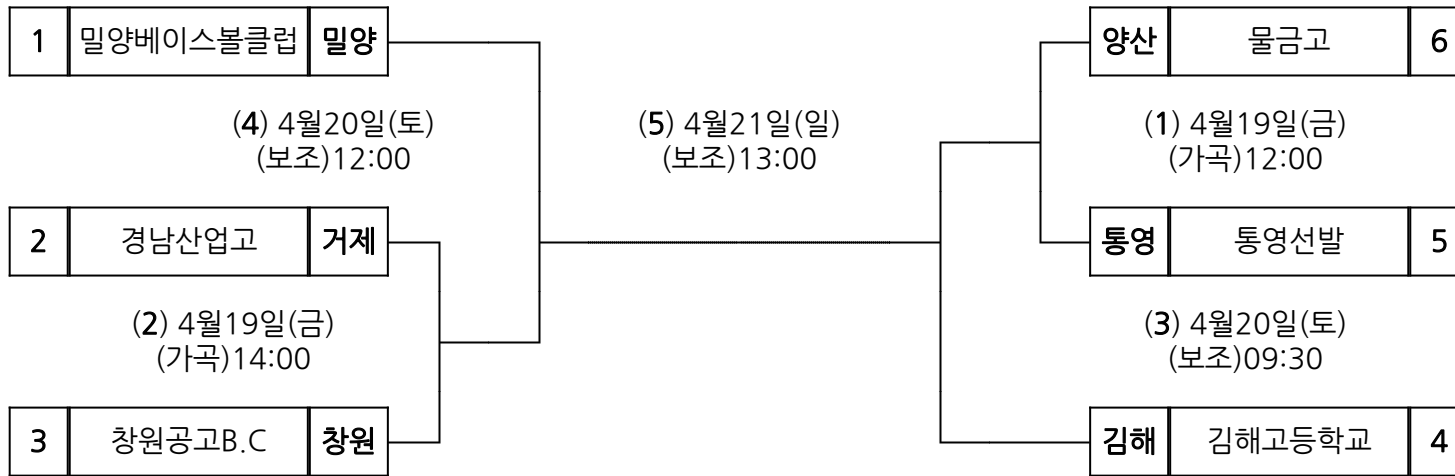 1 밀양베이스볼클럽 밀양
양산 물금고 6
(4) 4월20일(토)
(보조)12:00
(5) 4월21일(일)
(보조)13:00
(1) 4월19일(금)
(가곡)12:00
2 경남산업고 거제
통영 통영선발 5
(2) 4월19일(금)
(가곡)14:00
(3) 4월20일(토)
(보조)09:30
3 창원공고B.C 창원
김해 김해고등학교 4